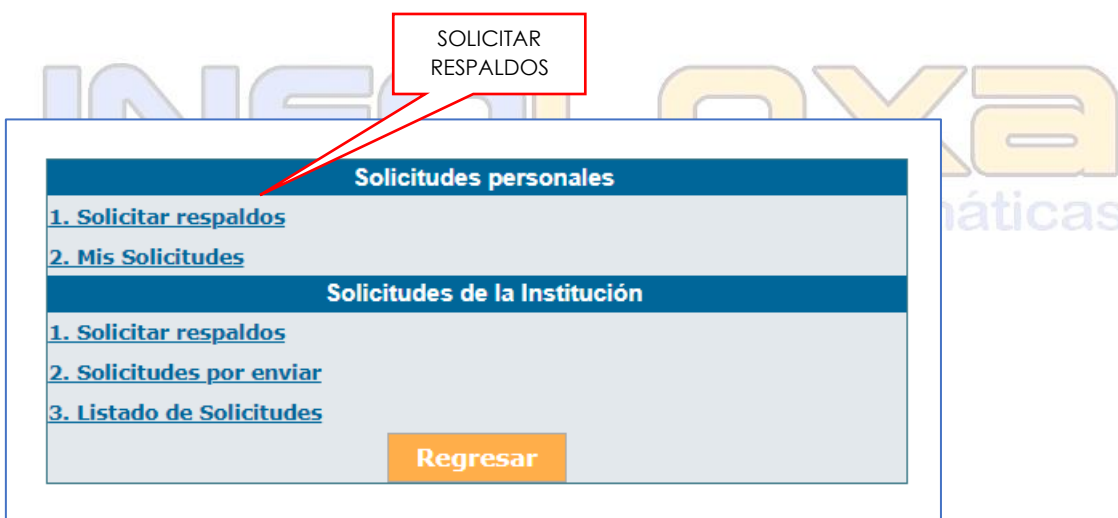 SOLICITAR
RESPALDOS
Solicitudes personales
1. Solicitar respaldos
2. Mis Solicitudes
Solicitudes de la Institución
1. Solicitar respaldos
2. Solicitudes por enviar
3. Listado de Solicitudes
Regresar